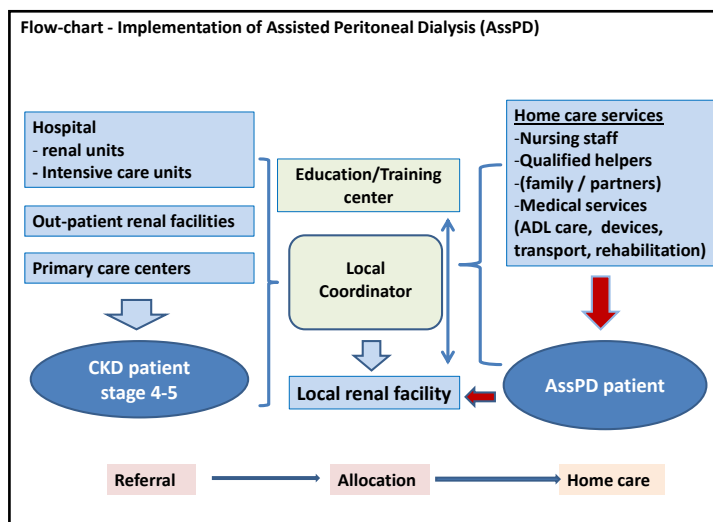 Flow-chart - Implementation of Assisted Peritoneal Dialysis (AssPD)
Hospital
- renal units
- Intensive care units
Out-patient renal facilities
Primary care centers
CKD patient
stage 4-5
Education/Training
center
Local
Coordinator
Local renal facility
Home care services
-Nursing staff
-Qualified helpers
-(family / partners)
-Medical services
(ADL care, devices,
transport, rehabilitation)
AssPD patient
Referral
Allocation
Home care